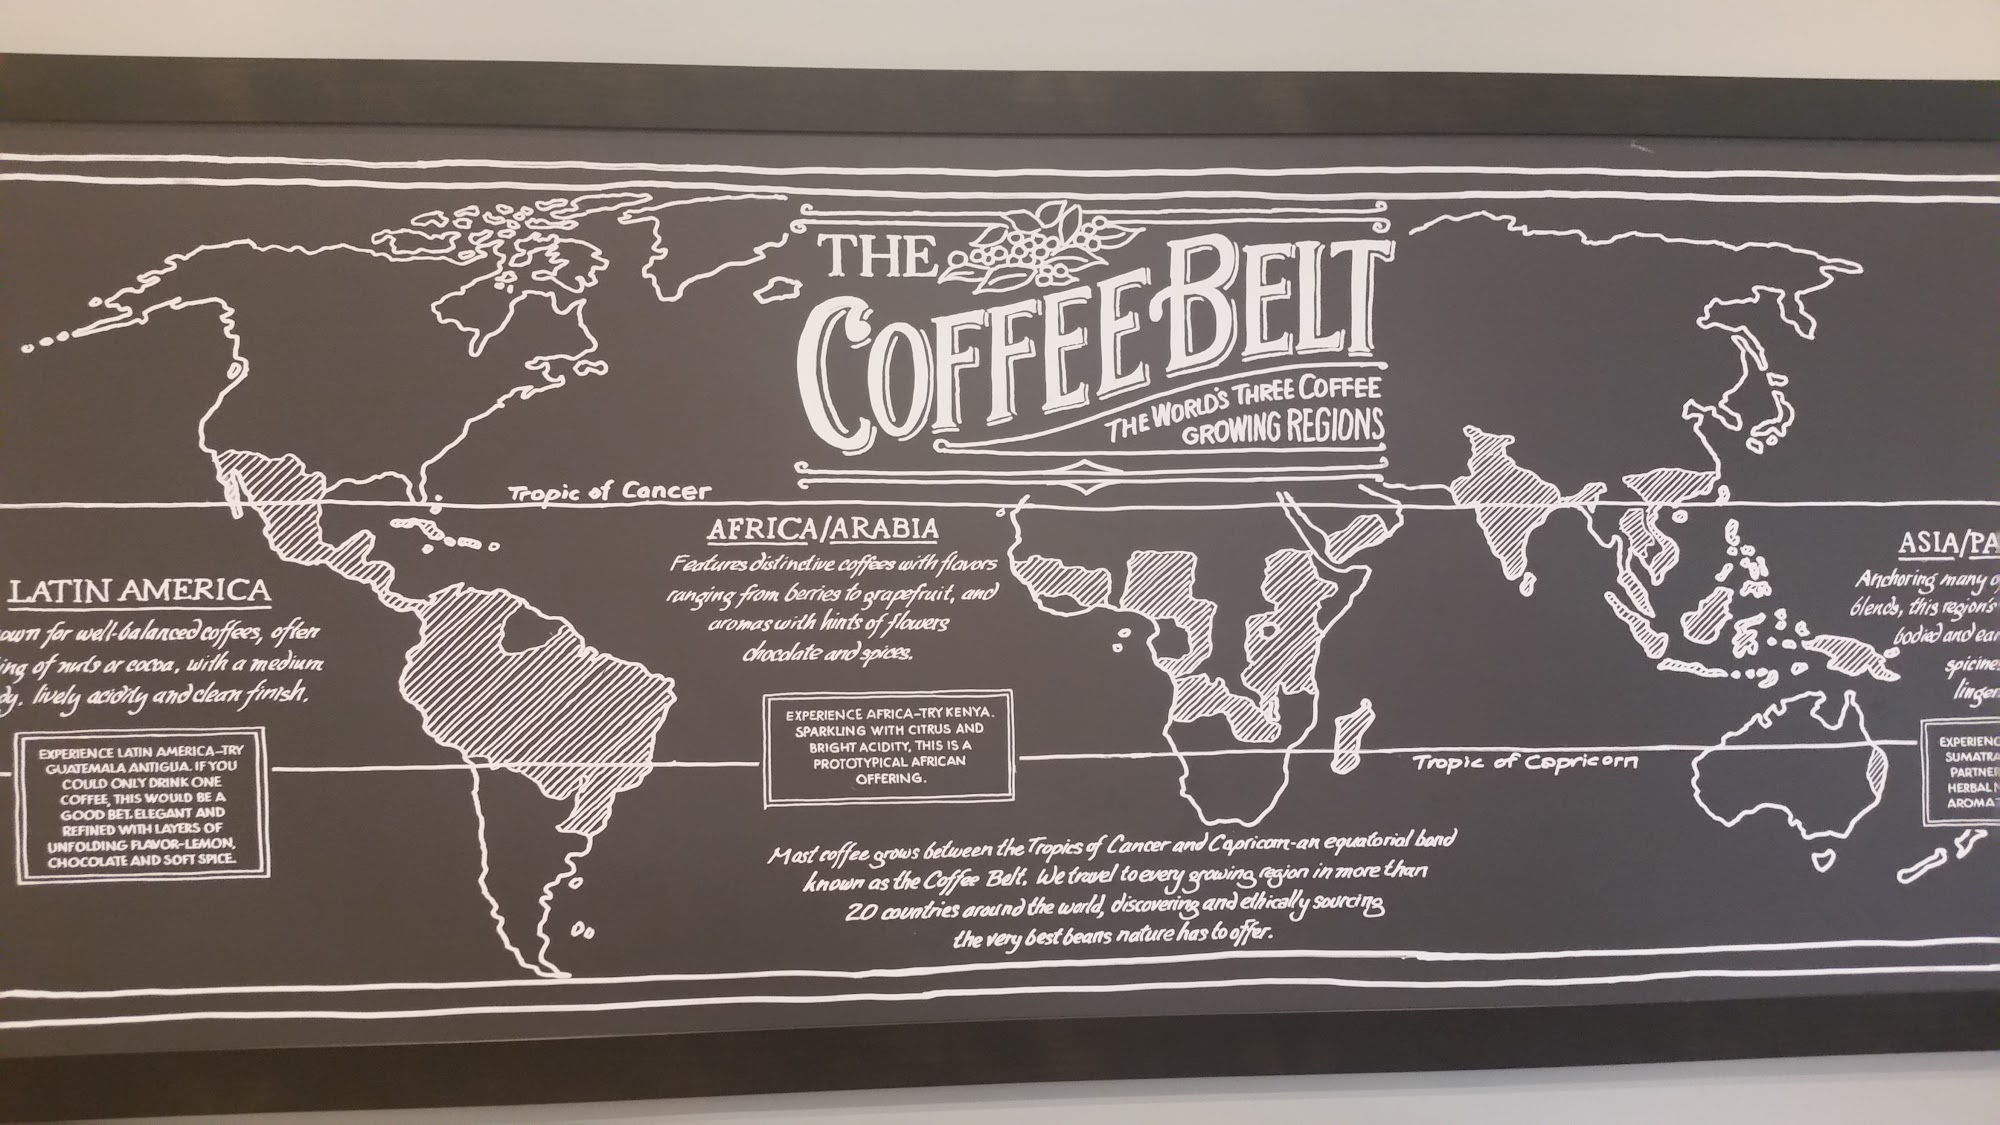 THE
COFFEE BELT
THE WORLD'S THREE COFFEE
GROWING REGIONS
Tropic of Cancer
LATIN AMERICA
for well-balanced coffees, often
of nuts or cocoa, with a medium
lively acidity and clean finish.
EXPERIENCE LATIN AMERICA-TRY
GUATEMALA ANTIGUA. IF YOU
COULD ONLY DRINK ONE
COFFEE, THIS WOULD BE A
GOOD BET. ELEGANT AND
REFINED WITH LAYERS OF
UNFOLDING FLAVOR-LEMON,
CHOCOLATE AND SOFT SPICE.
AFRICA/ARABIA
Features distinctive coffees with flavors
ranging from berries to grapefruit, and
aromas with hints of flowers
chocolate and spices.
EXPERIENCE AFRICA-TRY KENYA.
SPARKLING WITH CITRUS AND
BRIGHT ACIDITY, THIS IS A
PROTOTYPICAL AFRICAN
OFFERING.
ASIA/PA
Anchoring many
blends, this region's
bodied and
Tropic of Capricorn
SUMATRA
Most coffee grows between the Tropics of Cancer and Capricorn-an equatorial band
known as the Coffee Belt. We travel to every growing region in more than
20 countries around the world, discovering and ethically sourcing
the very best beans nature has to offer.